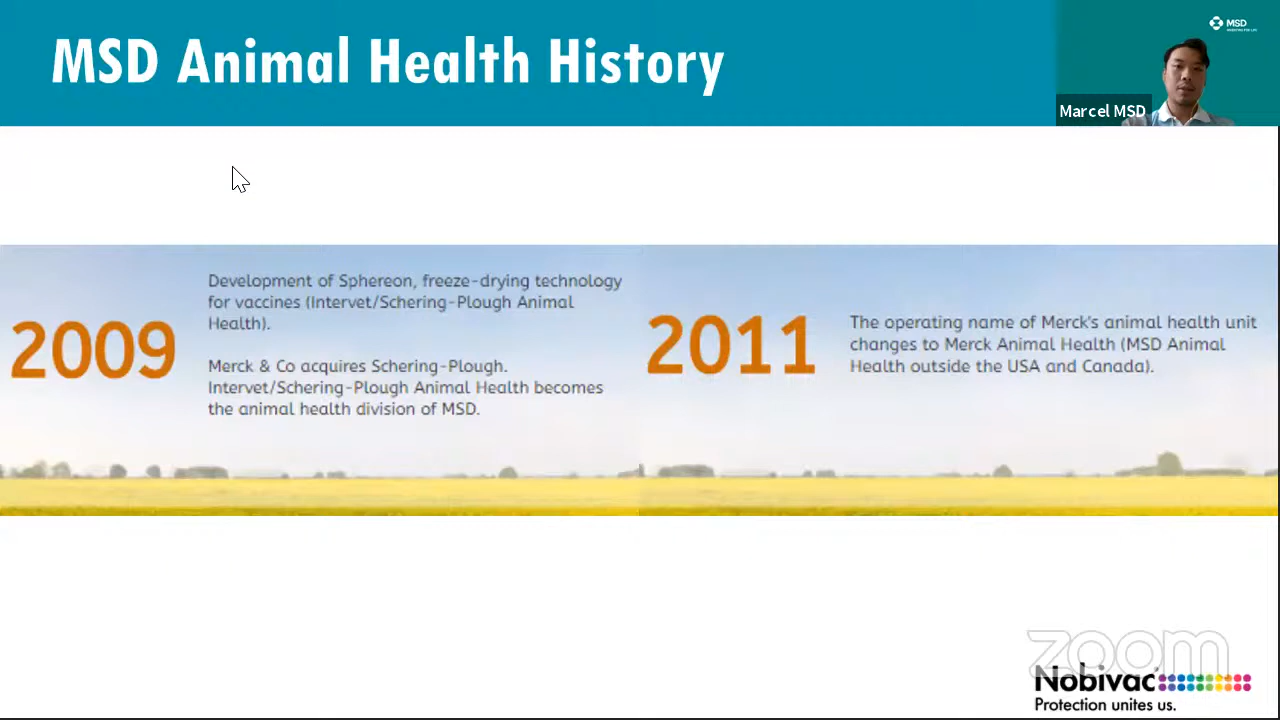 MSD Animal Health History
MSD
Marcel MSD
2009
Development of Sphereon, freeze-drying technology
for vaccines (Intervet/Schering-Plough Animal
Health).
Merck & Co acquires Schering-Plough.
Intervet/Schering-Plough Animal Health becomes
the animal health division of MSD.
2011
The operating name of Merck's animal health unit
changes to Merck Animal Health (MSD Animal
Health outside the USA and Canada).
zoom
Nobivac
Protection unites us.